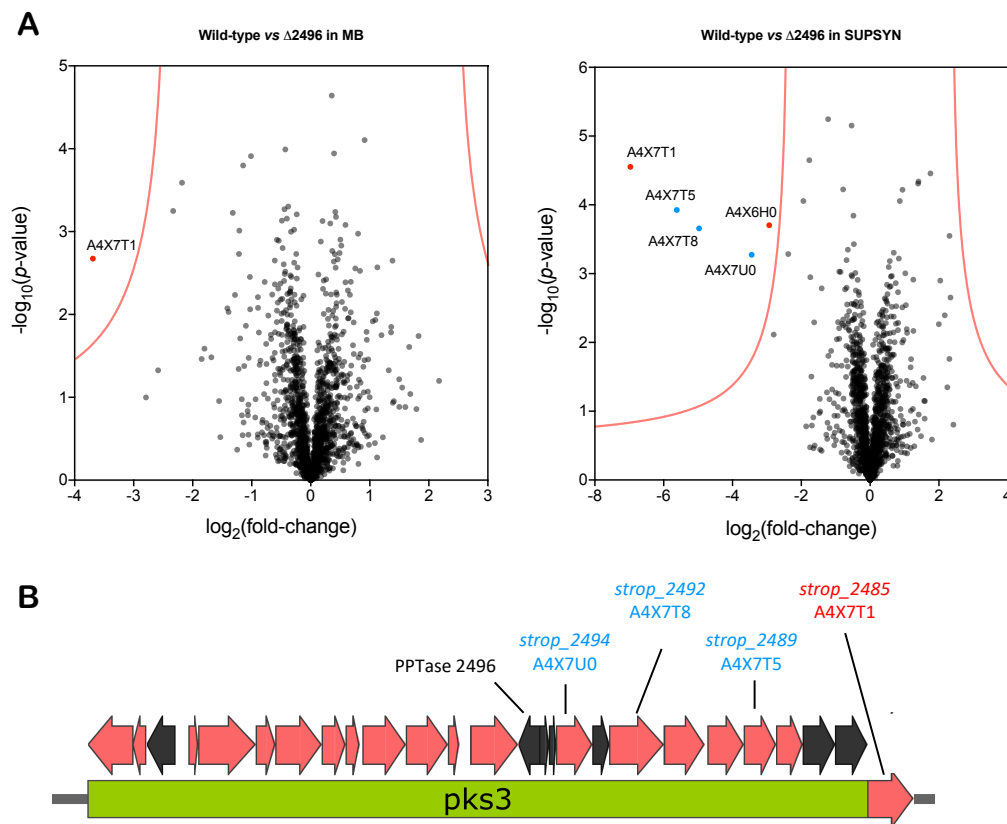 A
Wild-type vs Δ2496 in MB
5
4
3
2
1
0
-4
-3
-2
-1
0
1
2
3
-log10(p-value)
log2(fold-change)
A4X7T1
Wild-type vs Δ2496 in SUPSYN
6
5
4
3
2
1
0
-8
-6
-4
-2
0
2
4
-log10(p-value)
log2(fold-change)
A4X7T1
A4X7T5
A4X7T8
A4X6H0
A4X7U0
B
strop_2492
A4X7T8
strop_2485
A4X7T1
strop_2494
A4X7U0
strop_2489
A4X7T5
PPTase 2496
pks3